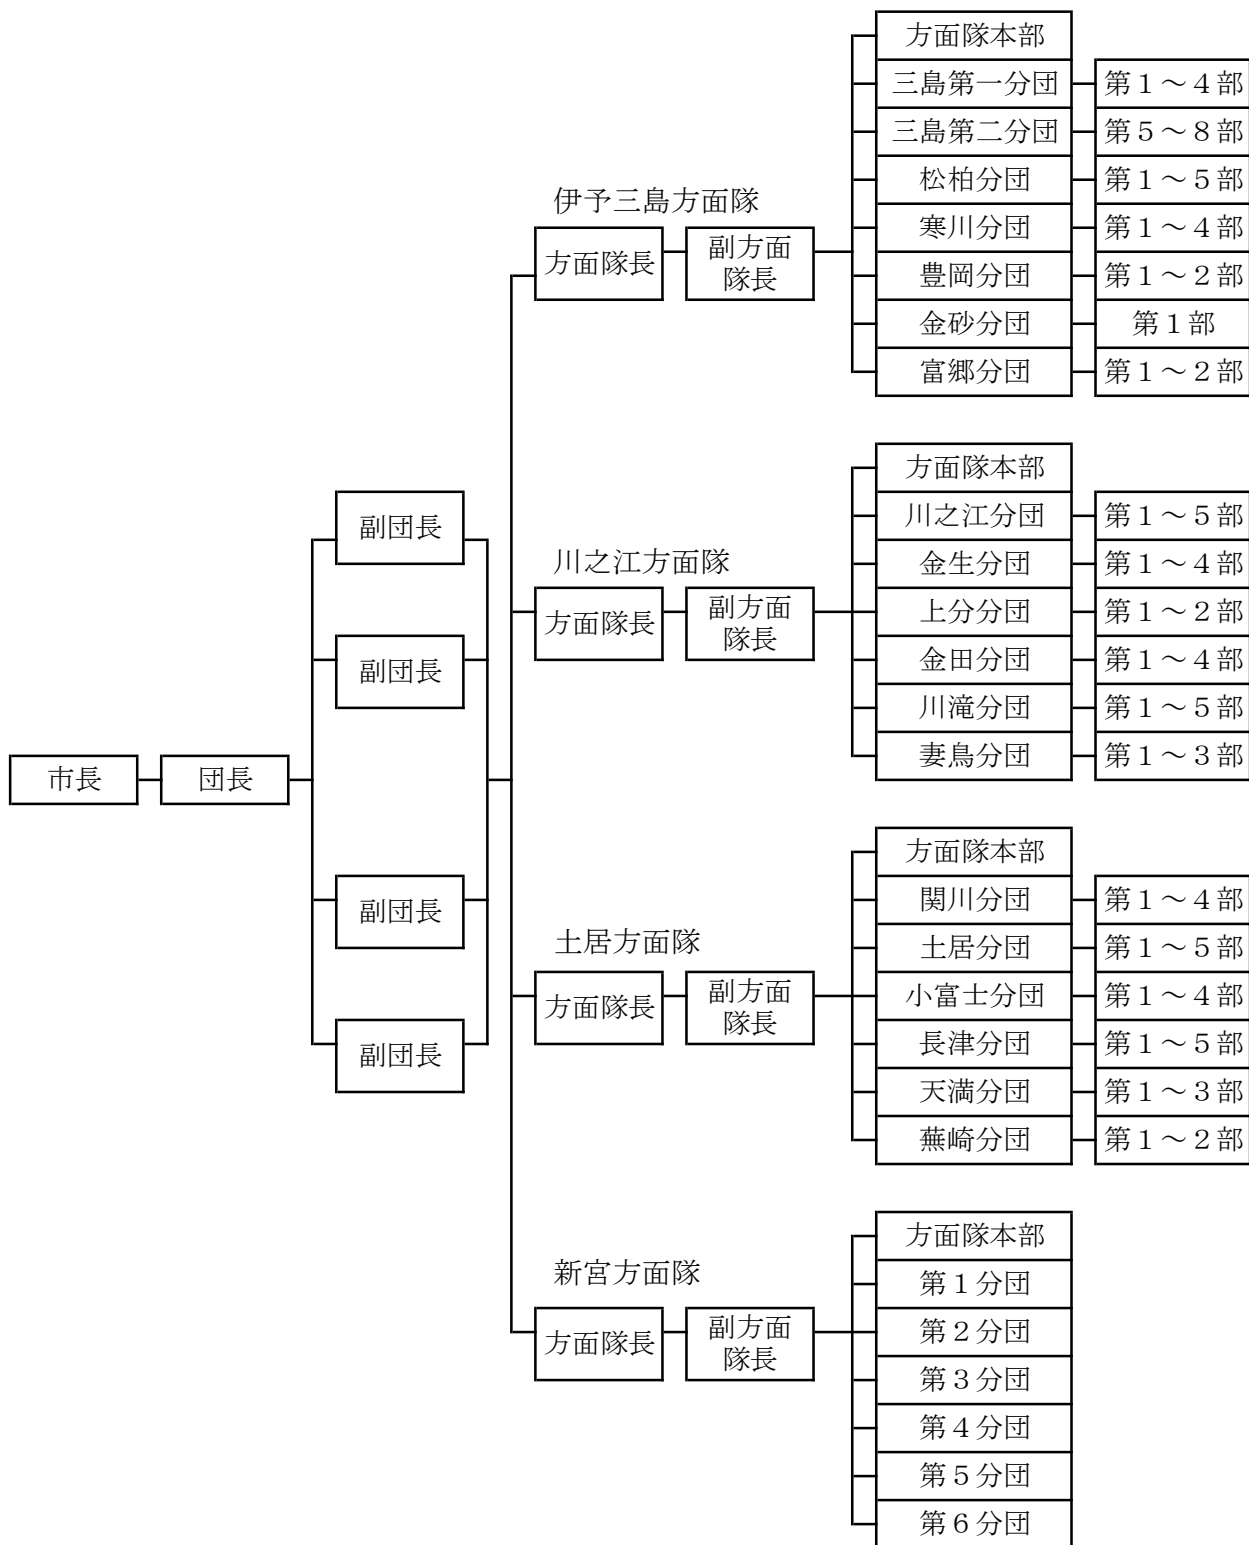 市長
団長
副団長
副団長
副団長
副団長
伊予三島方面隊
方面隊長
副方面
隊長
方面隊本部
三島第一分団
第１～４部
三島第二分団
第５～８部
松柏分団
第１～５部
寒川分団
第１～４部
豊岡分団
第１～２部
金砂分団
第１部
富郷分団
第１～２部
川之江方面隊
方面隊長
副方面
隊長
方面隊本部
川之江分団
第１～５部
金生分団
第１～４部
上分分団
第１～２部
金田分団
第１～４部
川滝分団
第１～５部
妻鳥分団
第１～３部
土居方面隊
方面隊長
副方面
隊長
方面隊本部
関川分団
第１～４部
土居分団
第１～５部
小富士分団
第１～４部
長津分団
第１～５部
天満分団
第１～３部
蕪崎分団
第１～２部
新宮方面隊
方面隊長
副方面
隊長
方面隊本部
第１分団
第２分団
第３分団
第４分団
第５分団
第６分団